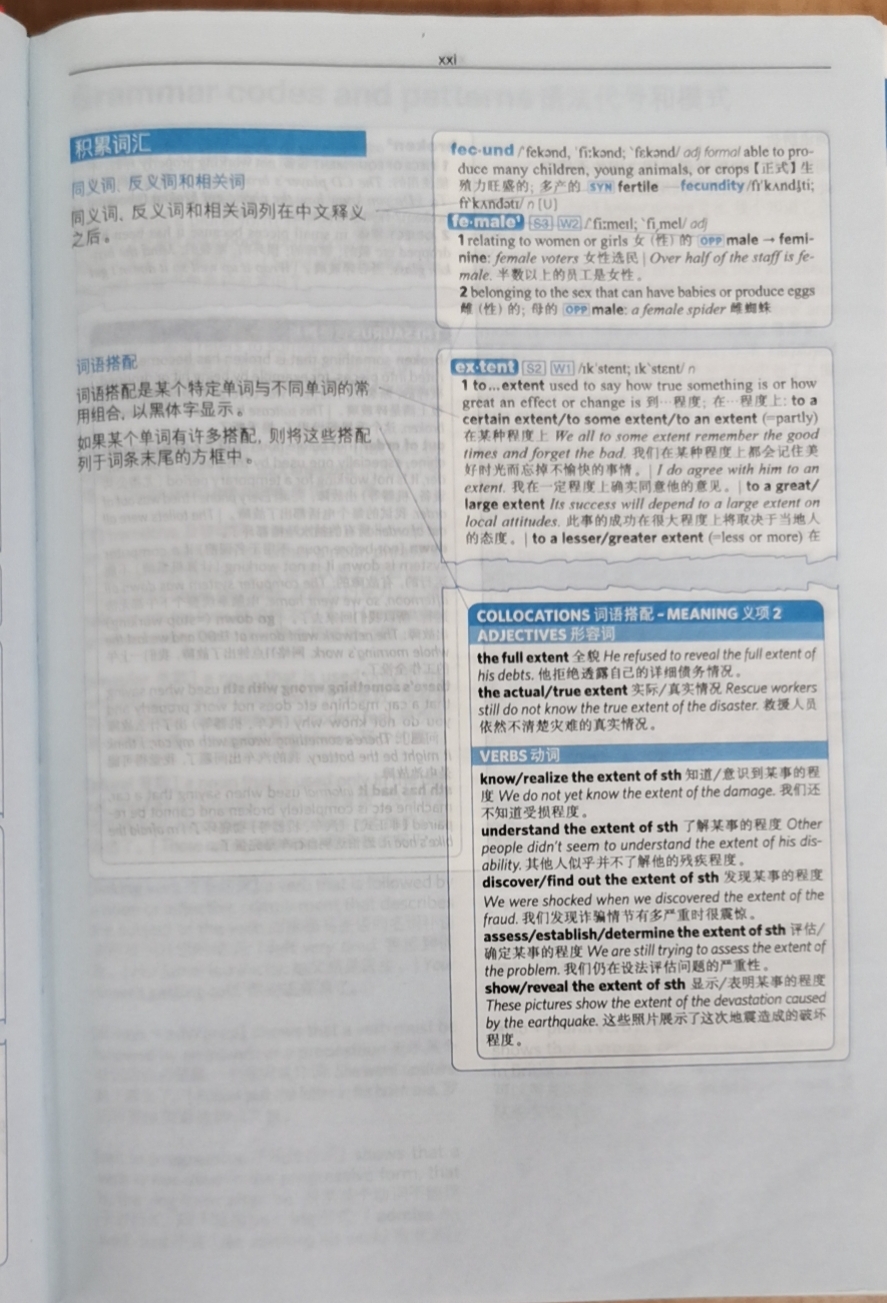 xxi
积累词汇
同义词、反义词和相关词
同义词、反义词和相关词列在中文释义
之后。
词语搭配
词语搭配是某个特定单词与不同单词的常
用组合, 以黑体字显示。
如果某个单词有许多搭配, 则将这些搭配
列于词条末尾的方框中。
fec·und /ˈfekənd, ˈfiːkənd; ˋfɛkənd/ adj formal able to pro-
duce many children, young animals, or crops【正式】生
殖力旺盛的; 多产的 SYN fertile —fecundity /fɪˈkʌndɪti;
fɪˋkʌndətɪ/ n [U]
fe·male¹ S3 W2 /ˈfiːmeɪl; ˋfiˌmel/ adj
1 relating to women or girls 女 (性) 的 OPP male → femi-
nine: female voters 女性选民 | Over half of the staff is fe-
male. 半数以上的员工是女性。
2 belonging to the sex that can have babies or produce eggs
雌 (性) 的; 母的 OPP male: a female spider 雌蜘蛛
ex·tent S2 W1 /ɪkˈstent; ɪkˋstɛnt/ n
1 to…extent used to say how true something is or how
great an effect or change is 到…程度; 在…程度上: to a
certain extent/to some extent/to an extent (=partly)
在某种程度上 We all to some extent remember the good
times and forget the bad. 我们在某种程度上都会记住美
好时光而忘掉不愉快的事情。 | I do agree with him to an
extent. 我在一定程度上确实同意他的意见。 | to a great/
large extent Its success will depend to a large extent on
local attitudes. 此事的成功在很大程度上将取决于当地人
的态度。 | to a lesser/greater extent (=less or more) 在
COLLOCATIONS 词语搭配 – MEANING 义项 2
ADJECTIVES 形容词
the full extent 全貌 He refused to reveal the full extent of
his debts. 他拒绝透露自己的详细债务情况。
the actual/true extent 实际/真实情况 Rescue workers
still do not know the true extent of the disaster. 救援人员
依然不清楚灾难的真实情况。
VERBS 动词
know/realize the extent of sth 知道/意识到某事的程
度 We do not yet know the extent of the damage. 我们还
不知道受损程度。
understand the extent of sth 了解某事的程度 Other
people didn't seem to understand the extent of his dis-
ability. 其他人似乎并不了解他的残疾程度。
discover/find out the extent of sth 发现某事的程度
We were shocked when we discovered the extent of the
fraud. 我们发现诈骗情节有多严重时很震惊。
assess/establish/determine the extent of sth 评估/
确定某事的程度 We are still trying to assess the extent of
the problem. 我们仍在设法评估问题的严重性。
show/reveal the extent of sth 显示/表明某事的程度
These pictures show the extent of the devastation caused
by the earthquake. 这些照片展示了这次地震造成的破坏
程度。